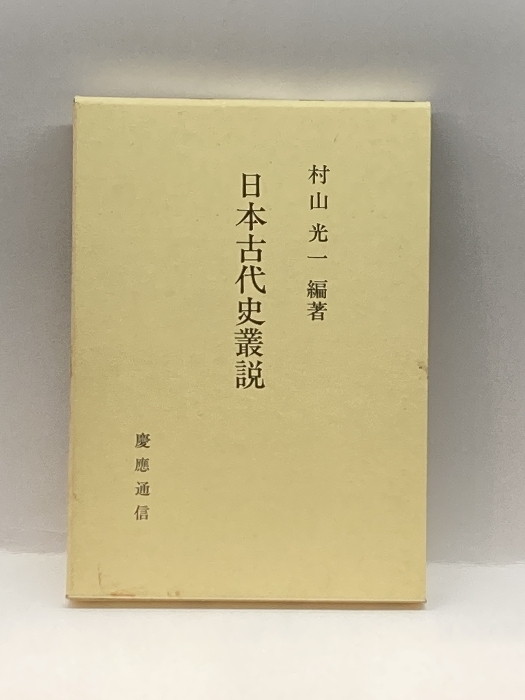 村山光一 編著
日本古代史叢説
慶應通信